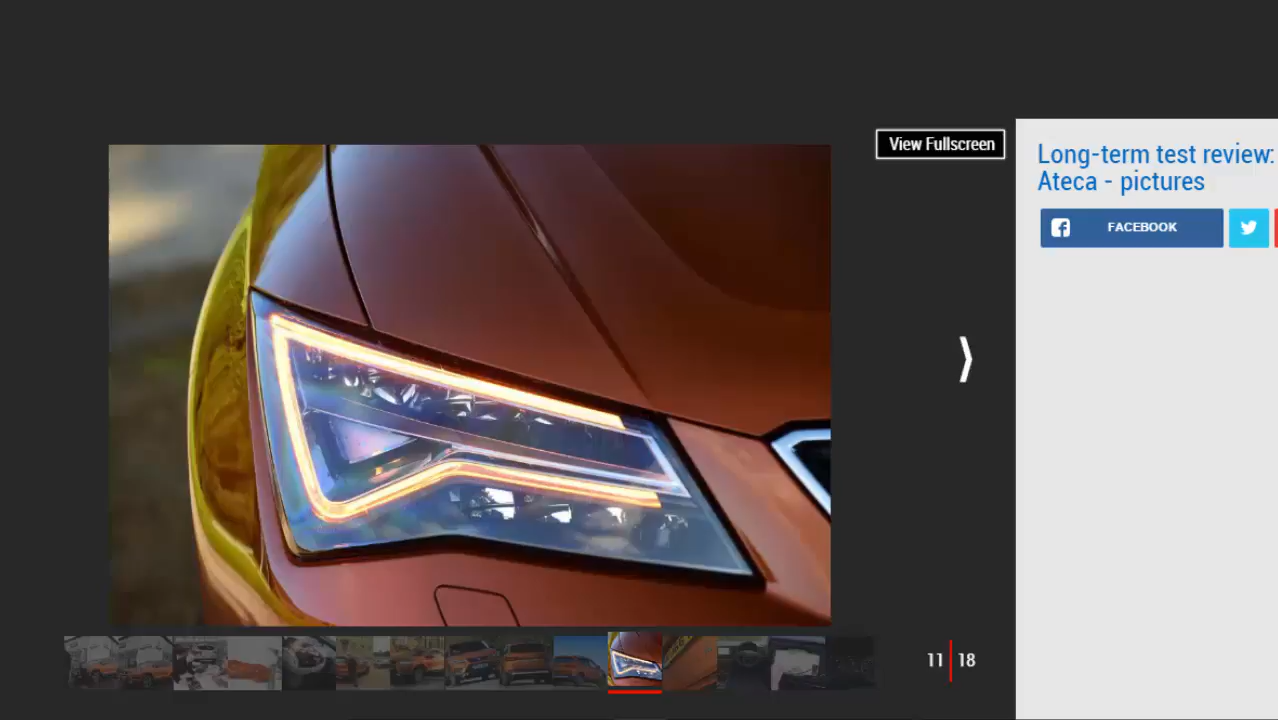 View Fullscreen
Long-term test review:
Ateca - pictures
FACEBOOK
11 18